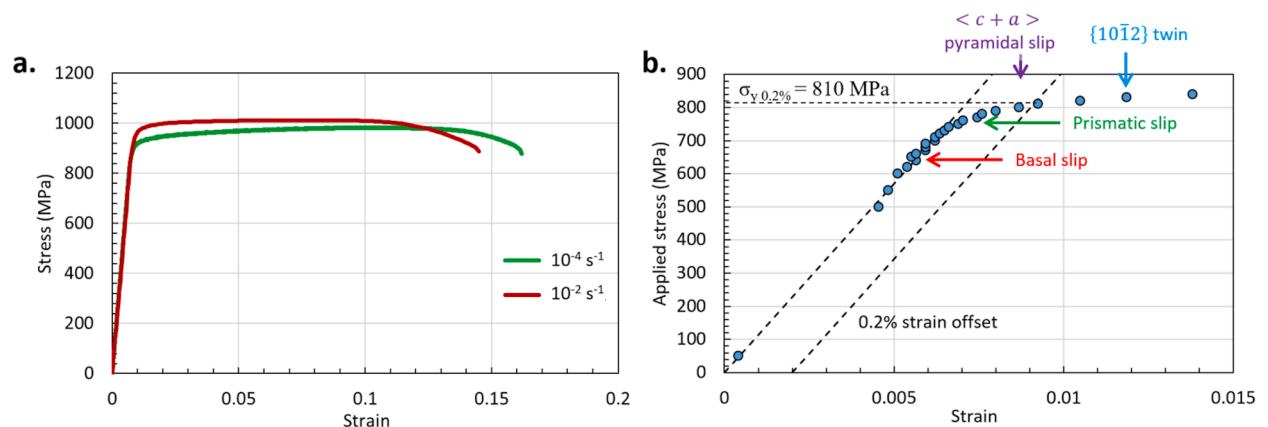 a.
1200
1000
800
600
400
200
0
Stress (MPa)
0
0.05
0.1
0.15
0.2
Strain
10⁻⁴ s⁻¹
10⁻² s⁻¹
b.
< c + a >
pyramidal slip
{101̅2} twin
900
800
700
600
500
400
300
200
100
0
Applied stress (MPa)
σy 0.2% = 810 MPa
Prismatic slip
Basal slip
0.2% strain offset
0
0.005
0.01
0.015
Strain